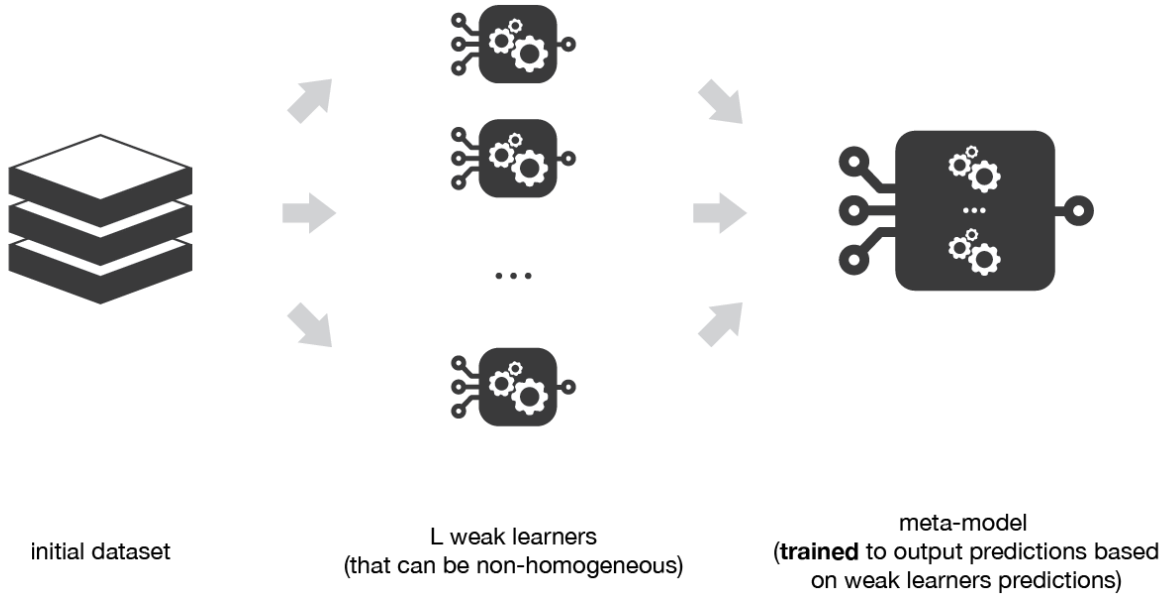 initial dataset
L weak learners
(that can be non-homogeneous)
meta-model
(trained to output predictions based
on weak learners predictions)